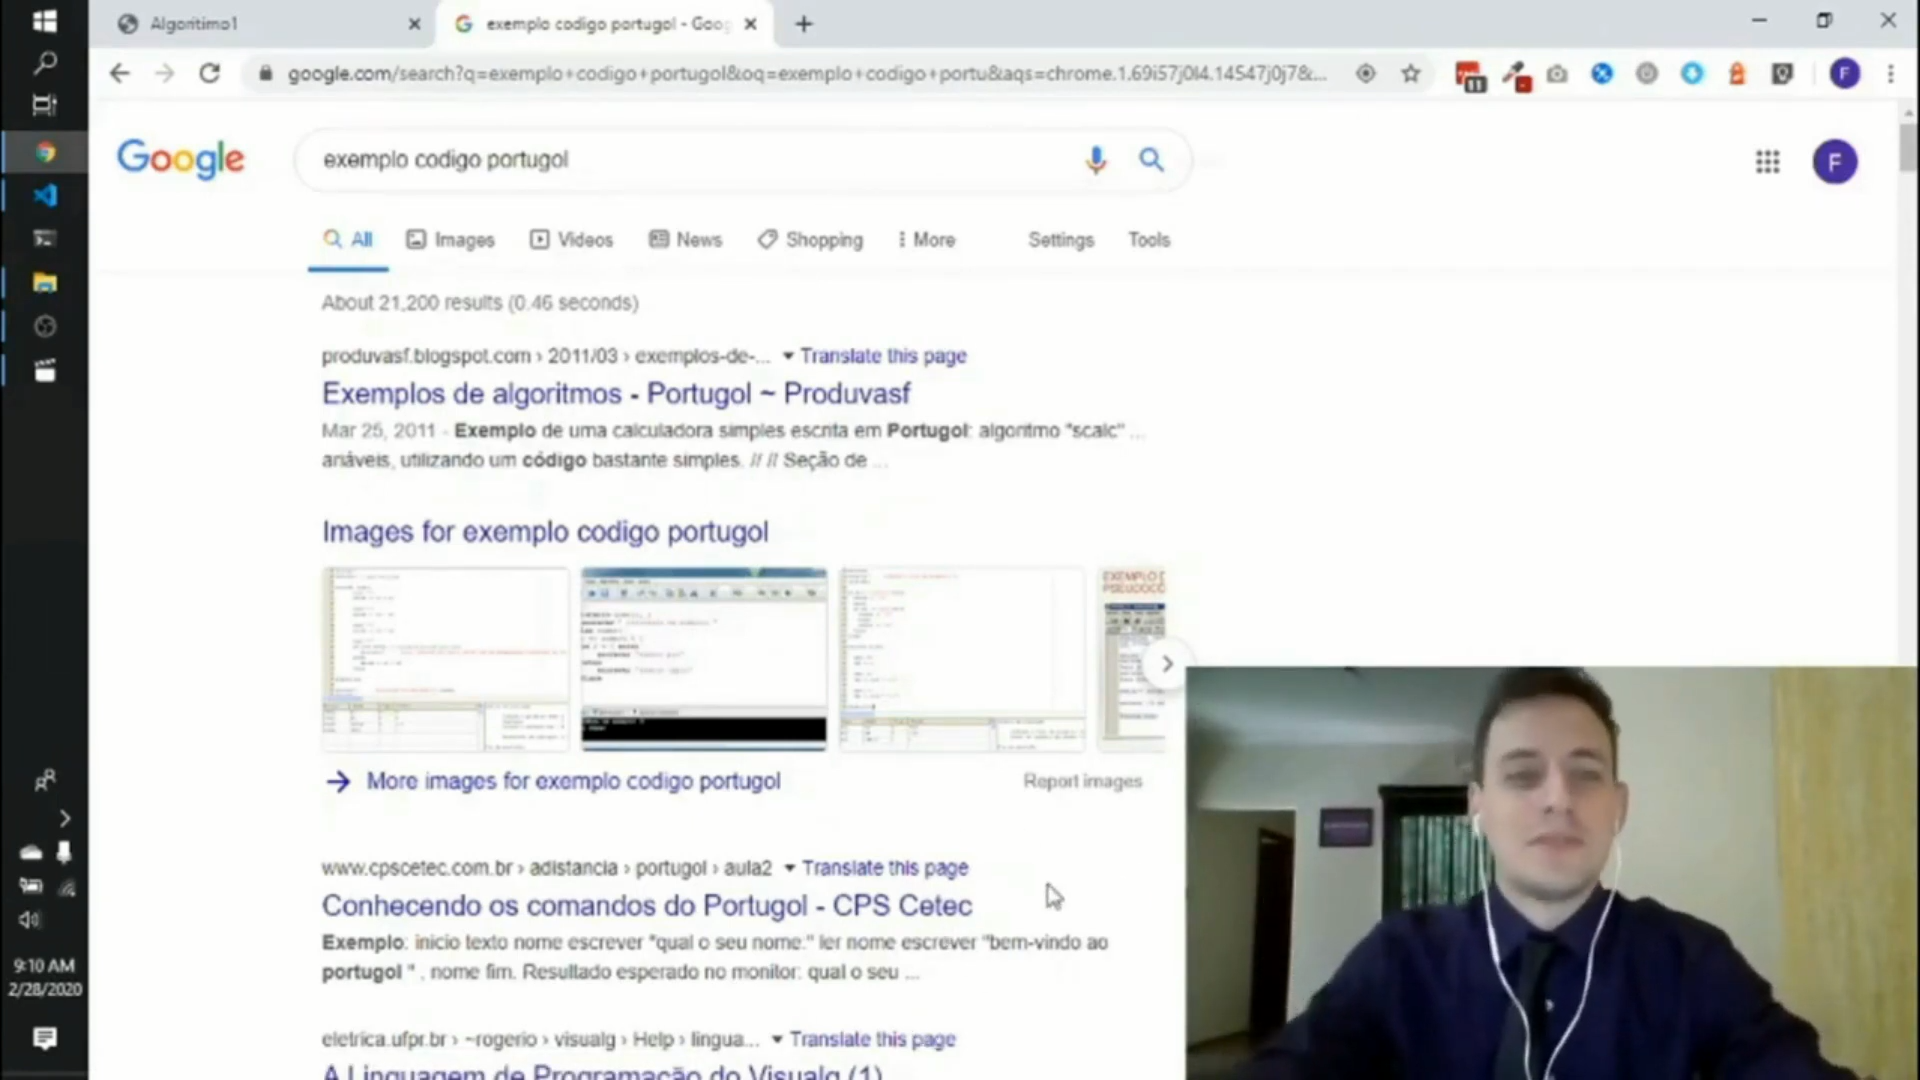 Algoritimo1
exemplo codigo portugol - Goog
google.com/search?q=exemplo+codigo+portugol&oq=exemplo+codigo+portu&aqs=chrome.1.69i57j0l4.14547j0j7&...
11
F
Google
exemplo codigo portugol
F
All
Images
Videos
News
Shopping
More
Settings
Tools
About 21,200 results (0.46 seconds)
produvasf.blogspot.com › 2011/03 › exemplos-de-... Translate this page
Exemplos de algoritmos - Portugol ~ Produvasf
Mar 25, 2011 - Exemplo de uma calculadora simples escrita em Portugol: algoritmo "scalc" ...
ariáveis, utilizando um código bastante simples. // // Seção de ...
Images for exemplo codigo portugol
EXEMPLO D
PSEUDOCÓ
More images for exemplo codigo portugol
Report images
www.cpscetec.com.br › adistancia › portugol › aula2 Translate this page
Conhecendo os comandos do Portugol - CPS Cetec
Exemplo: inicio texto nome escrever "qual o seu nome:" ler nome escrever "bem-vindo ao
portugol " , nome fim. Resultado esperado no monitor: qual o seu ...
eletrica.ufpr.br › ~rogerio › visualg › Help › lingua... Translate this page
A Linguagem de Programação do Visualg (1)
9:10 AM
2/28/2020